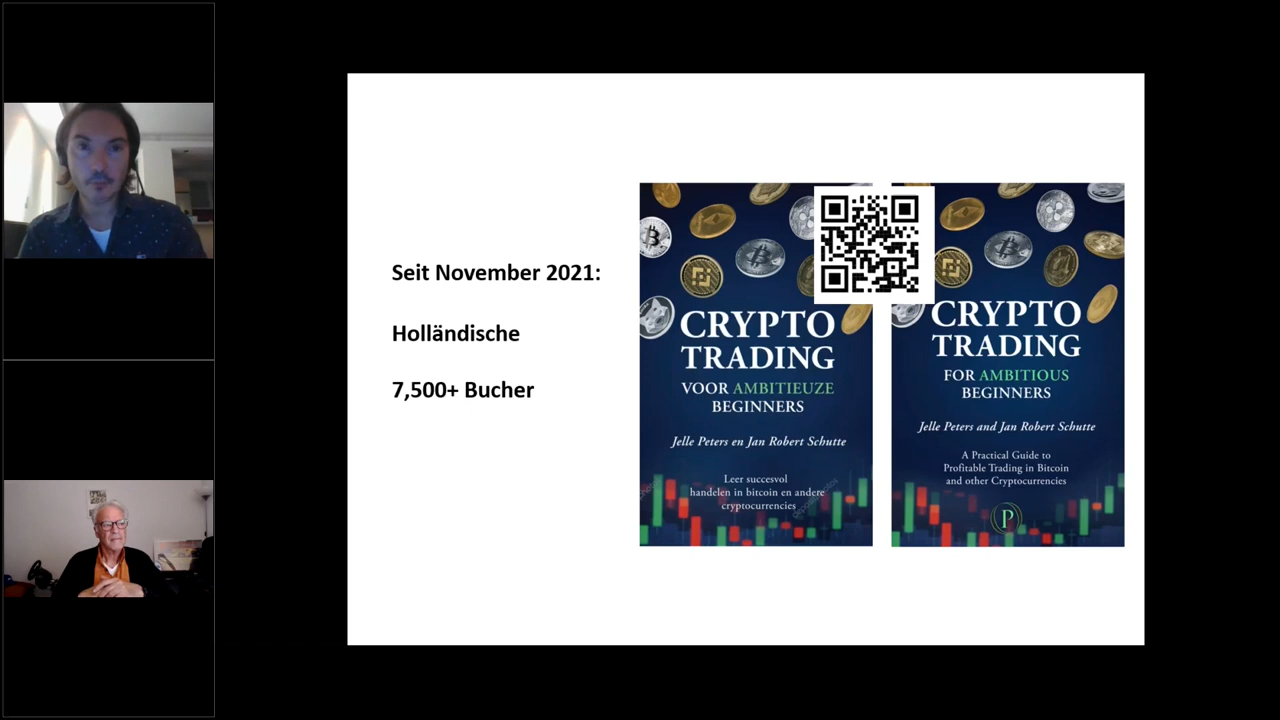 Seit November 2021:
Holländische
7,500+ Bucher
CRYPTO
TRADING
VOOR AMBITIEUZE
BEGINNERS
Jelle Peters en Jan Robert Schutte
Leer succesvol
handelen in bitcoin en andere
cryptocurrencies
CRYPTO
TRADING
FOR AMBITIOUS
BEGINNERS
Jelle Peters and Jan Robert Schutte
A Practical Guide to
Profitable Trading in Bitcoin
and other Cryptocurrencies
P